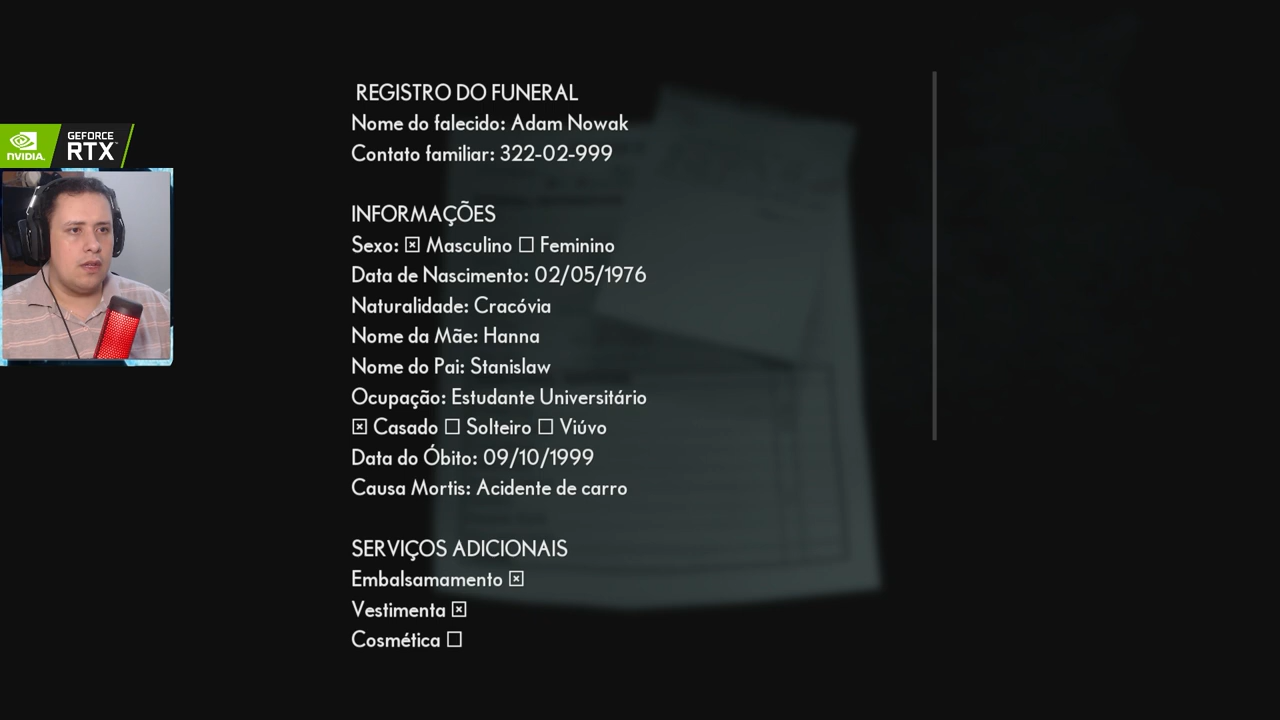 REGISTRO DO FUNERAL
Nome do falecido: Adam Nowak
Contato familiar: 322-02-999
INFORMAÇÕES
Sexo: ☒ Masculino ☐ Feminino
Data de Nascimento: 02/05/1976
Naturalidade: Cracóvia
Nome da Mãe: Hanna
Nome do Pai: Stanislaw
Ocupação: Estudante Universitário
☒ Casado ☐ Solteiro ☐ Viúvo
Data do Óbito: 09/10/1999
Causa Mortis: Acidente de carro
SERVIÇOS ADICIONAIS
Embalsamamento ☒
Vestimenta ☒
Cosmética ☐
NVIDIA.
GEFORCE
RTX